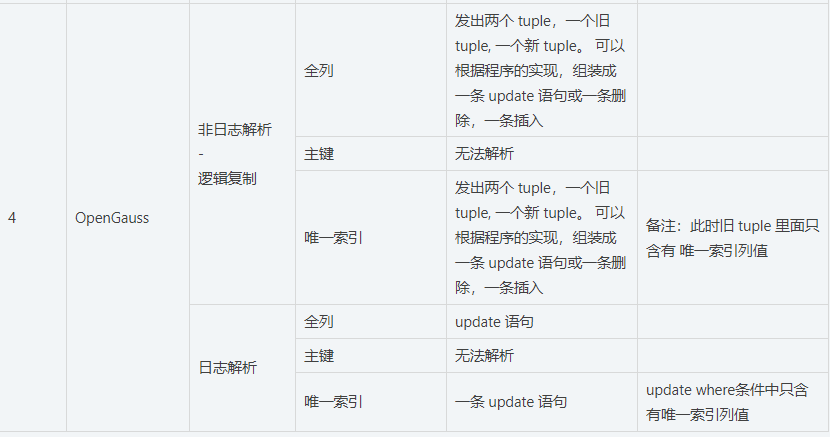 4
OpenGauss
非日志解析
-
逻辑复制
全列
发出两个 tuple，一个旧
tuple, 一个新 tuple。 可以
根据程序的实现，组装成
一条 update 语句或一条删
除，一条插入
主键
无法解析
唯一索引
发出两个 tuple，一个旧
tuple, 一个新 tuple。 可以
根据程序的实现，组装成
一条 update 语句或一条删
除，一条插入
备注：此时旧 tuple 里面只
含有 唯一索引列值
日志解析
全列
update 语句
主键
无法解析
唯一索引
一条 update 语句
update where条件中只含
有唯一索引列值